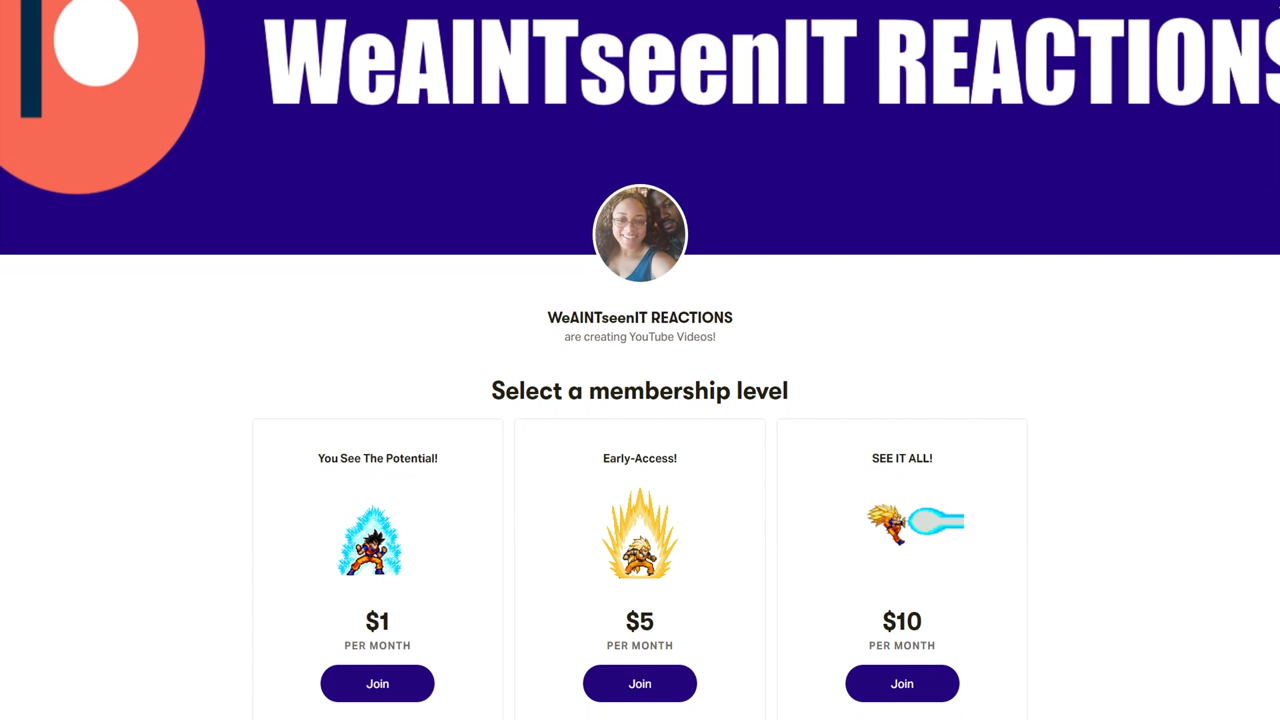 WeAINTseenIT REACTIONS
WeAINTseenIT REACTIONS
are creating YouTube Videos!
Select a membership level
You See The Potential!
$1
PER MONTH
Join
Early-Access!
$5
PER MONTH
Join
SEE IT ALL!
$10
PER MONTH
Join